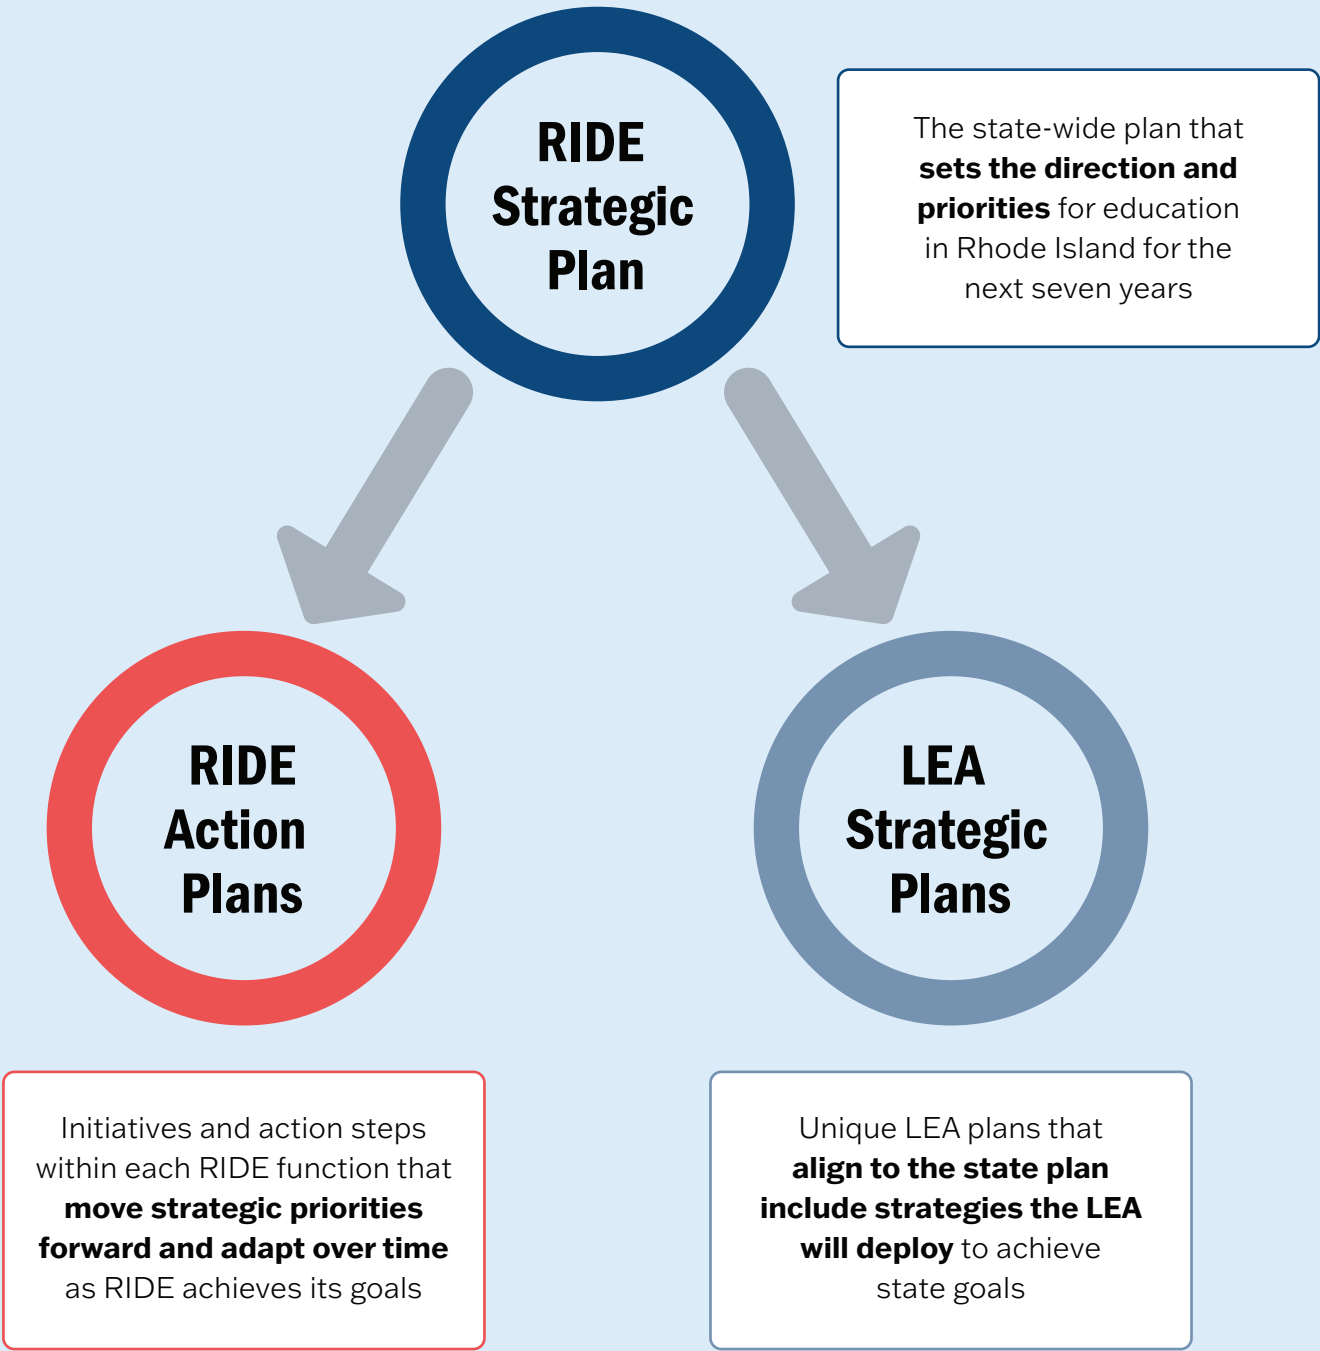 RIDE
Strategic
Plan
The state-wide plan that
sets the direction and
priorities for education
in Rhode Island for the
next seven years
RIDE
Action
Plans
LEA
Strategic
Plans
Initiatives and action steps
within each RIDE function that
move strategic priorities
forward and adapt over time
as RIDE achieves its goals
Unique LEA plans that
align to the state plan
include strategies the LEA
will deploy to achieve
state goals